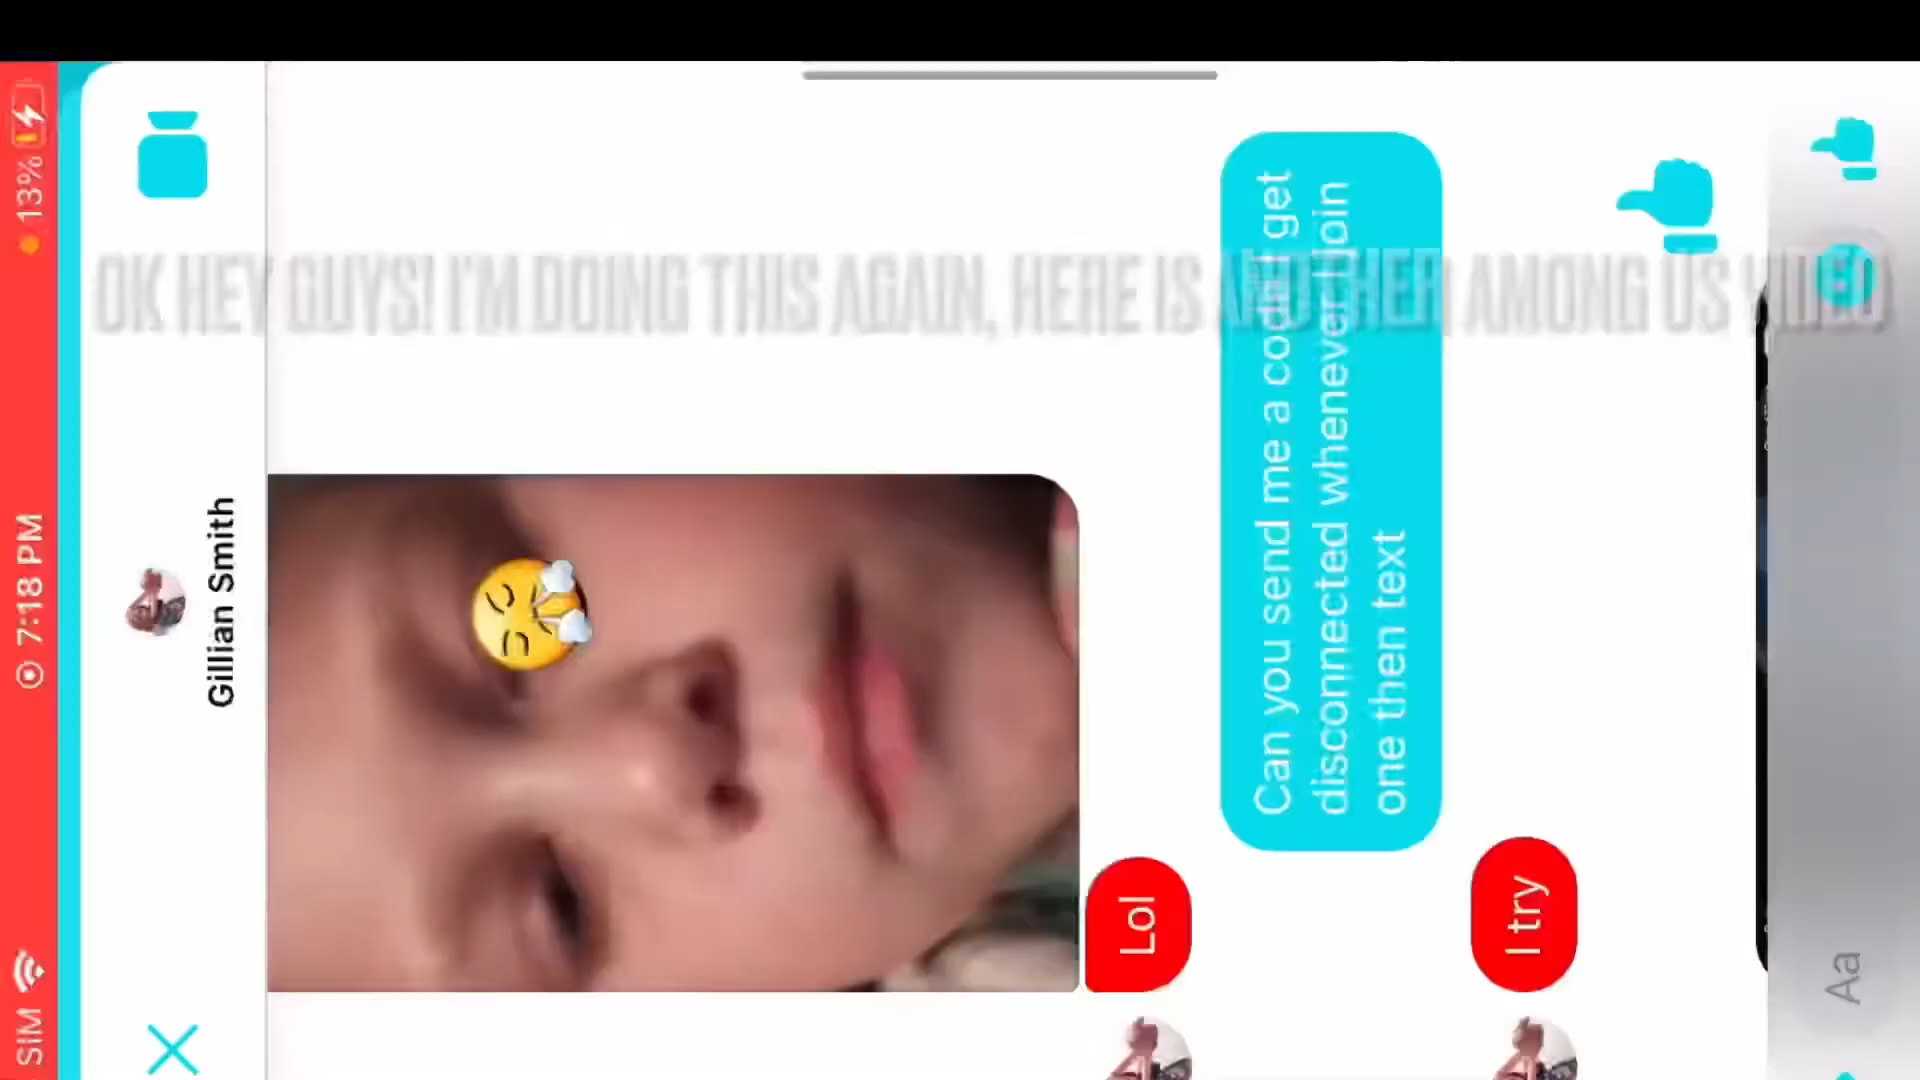 SIM 7:18 PM 13%
Gillian Smith
OK HEY GUYS! I'M DOING THIS AGAIN, HERE IS ANOTHER AMONG US VIDEO
Lol
Can you send me a code I get
disconnected whenever I join
one then text
I try
Aa